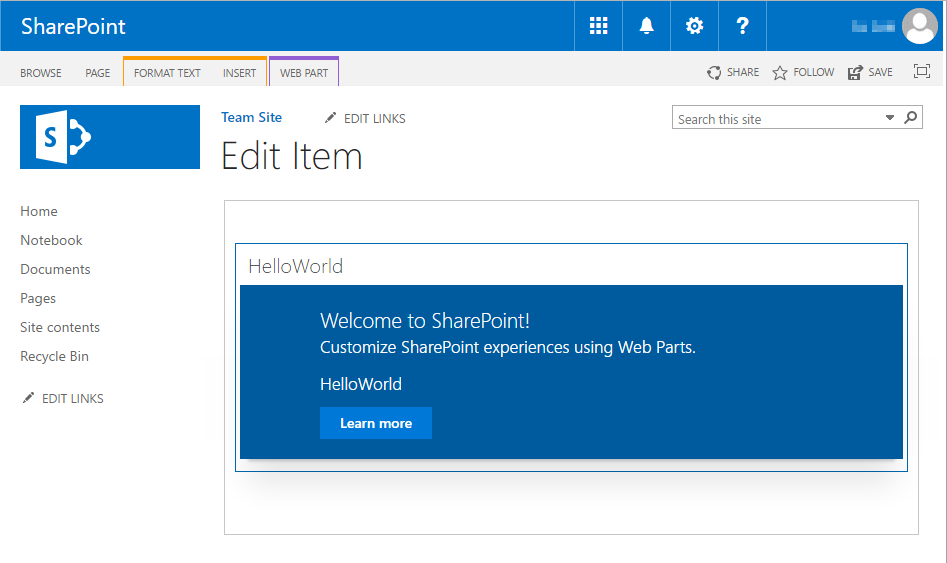 SharePoint
?
BROWSE PAGE FORMAT TEXT INSERT WEB PART SHARE FOLLOW SAVE
S
Team Site EDIT LINKS
Search this site
Edit Item
Home
Notebook
Documents
Pages
Site contents
Recycle Bin
EDIT LINKS
HelloWorld
Welcome to SharePoint!
Customize SharePoint experiences using Web Parts.
HelloWorld
Learn more